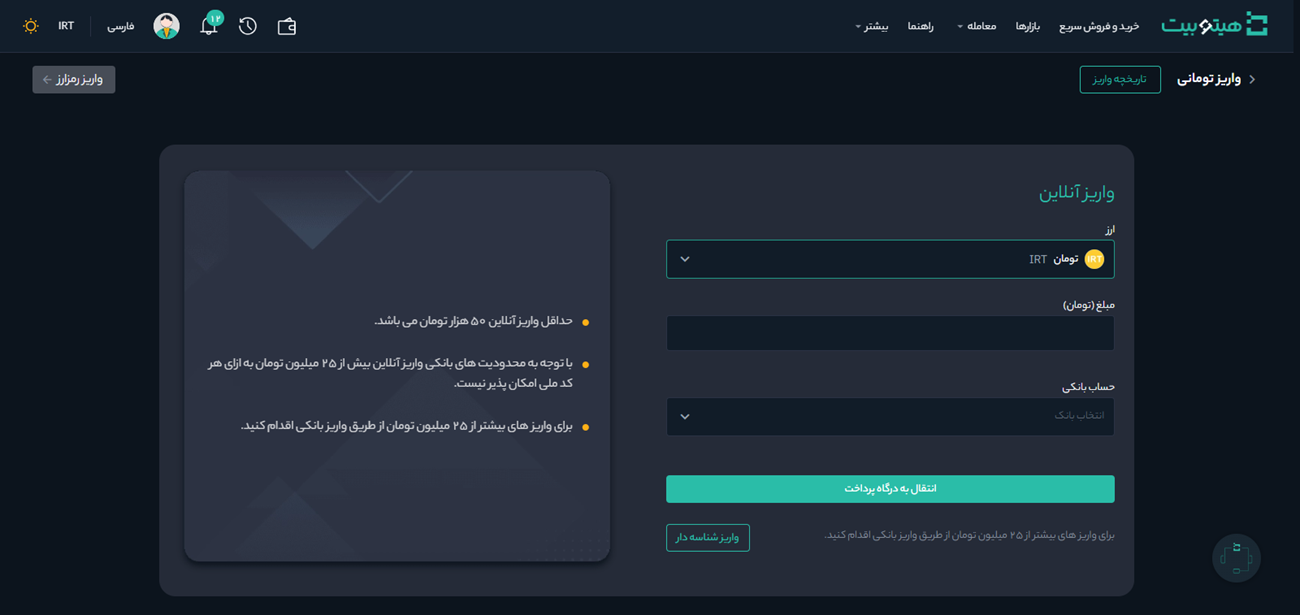 هیتوبیت
خرید و فروش سریع
بازارها
معامله
راهنما
بیشتر
۱۲
فارسی
IRT
واریز تومانی
تاریخچه واریز
واریز رمزارز
واریز آنلاین
ارز
IRT تومان IRT
مبلغ (تومان)
حساب بانکی
انتخاب بانک
انتقال به درگاه پرداخت
برای واریز های بیشتر از ۲۵ میلیون تومان از طریق واریز بانکی اقدام کنید.
واریز شناسه دار
حداقل واریز آنلاین ۵۰ هزار تومان می باشد.
با توجه به محدودیت های بانکی واریز آنلاین بیش از ۲۵ میلیون تومان به ازای هر
کد ملی امکان پذیر نیست.
برای واریز های بیشتر از ۲۵ میلیون تومان از طریق واریز بانکی اقدام کنید.